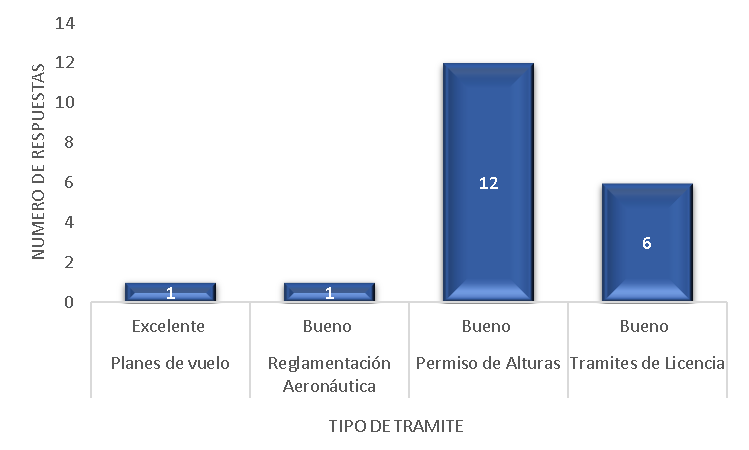 14
12
10
8
6
4
2
0
NUMERO DE RESPUESTAS
1
1
12
6
Excelente
Bueno
Bueno
Bueno
Planes de vuelo
Reglamentación
Aeronáutica
Permiso de Alturas
Tramites de Licencia
TIPO DE TRAMITE